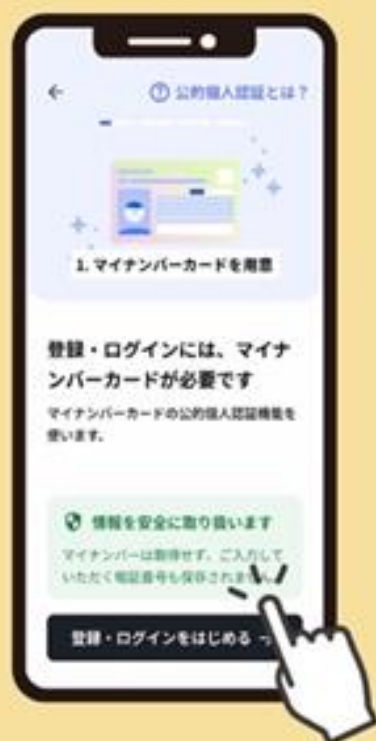 公的個人認証とは？
1. マイナンバーカードを用意
登録・ログインには、マイナ
ンバーカードが必要です
マイナンバーカードの公的個人認証機能を
使います。
情報を安全に取り扱います
マイナンバーは取得せず、ご入力して
いただく暗証番号も保存されません。
登録・ログインをはじめる →